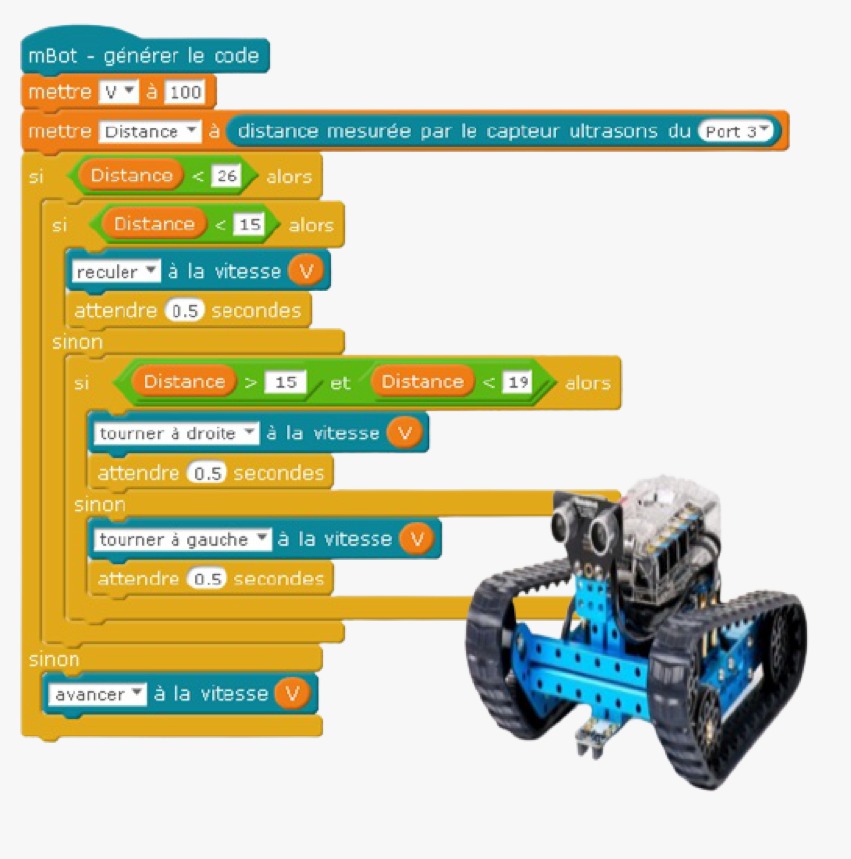 mBot - générer le code
mettre V à 100
mettre Distance à distance mesurée par le capteur ultrasons du Port 3
si Distance < 26 alors
si Distance < 15 alors
reculer à la vitesse V
attendre 0.5 secondes
sinon
si Distance > 15 et Distance < 19 alors
tourner à droite à la vitesse V
attendre 0.5 secondes
sinon
tourner à gauche à la vitesse V
attendre 0.5 secondes
sinon
avancer à la vitesse V